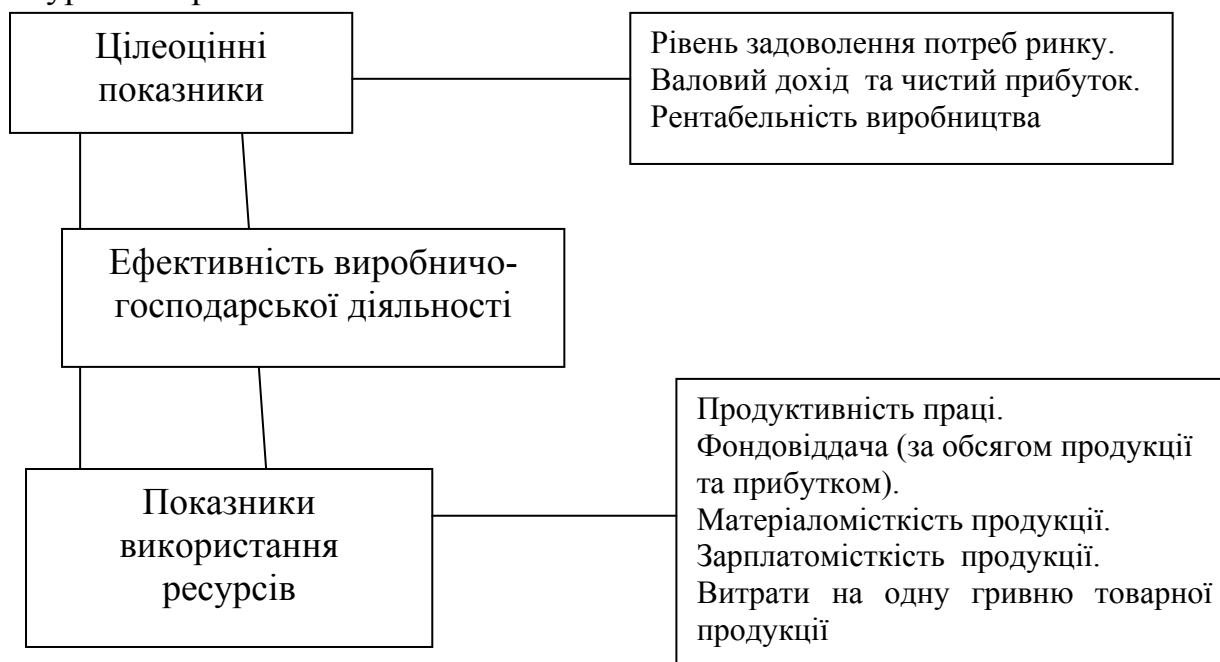 Цілеоцінні
показники
Рівень задоволення потреб ринку.
Валовий дохід та чистий прибуток.
Рентабельність виробництва
Ефективність виробничо-
господарської діяльності
Показники
використання
ресурсів
Продуктивність праці.
Фондовіддача (за обсягом продукції
та прибутком).
Матеріаломісткість продукції.
Зарплатомісткість продукції.
Витрати на одну гривню товарної
продукції